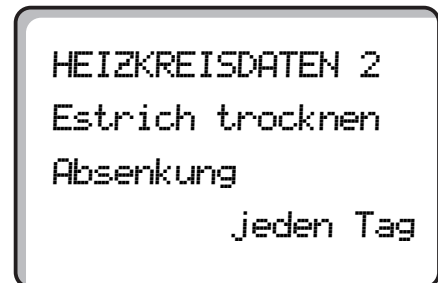 HEIZKREISDATEN 2
Estrich trocknen
Absenkung
jeden Tag